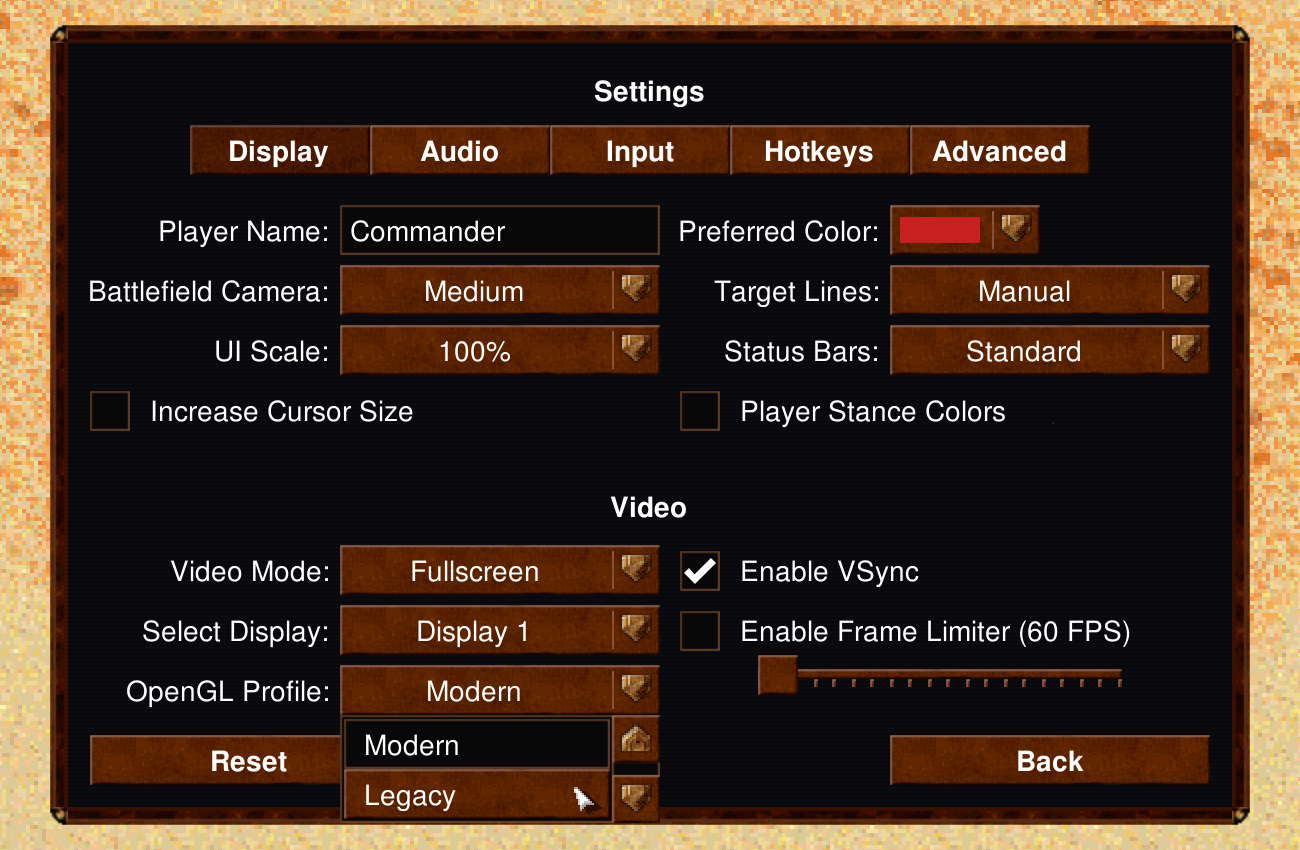 Settings
Display Audio Input Hotkeys Advanced
Player Name: Commander Preferred Color:
Battlefield Camera: Medium Target Lines: Manual
UI Scale: 100% Status Bars: Standard
Increase Cursor Size Player Stance Colors
Video
Video Mode: Fullscreen Enable VSync
Select Display: Display 1 Enable Frame Limiter (60 FPS)
OpenGL Profile: Modern
Modern
Reset Back
Legacy